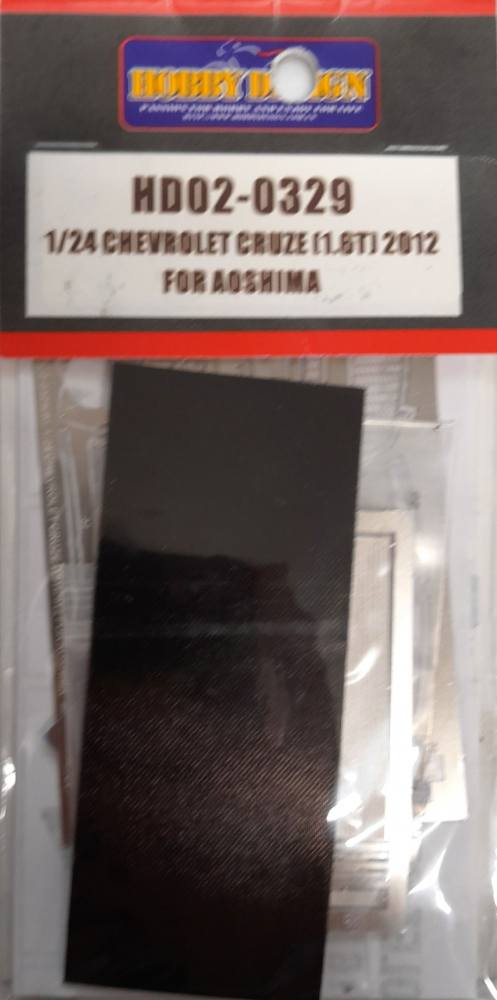 HOBBY DESIGN
HD02-0329
1/24 CHEVROLET CRUZE (1.6T) 2012
FOR AOSHIMA